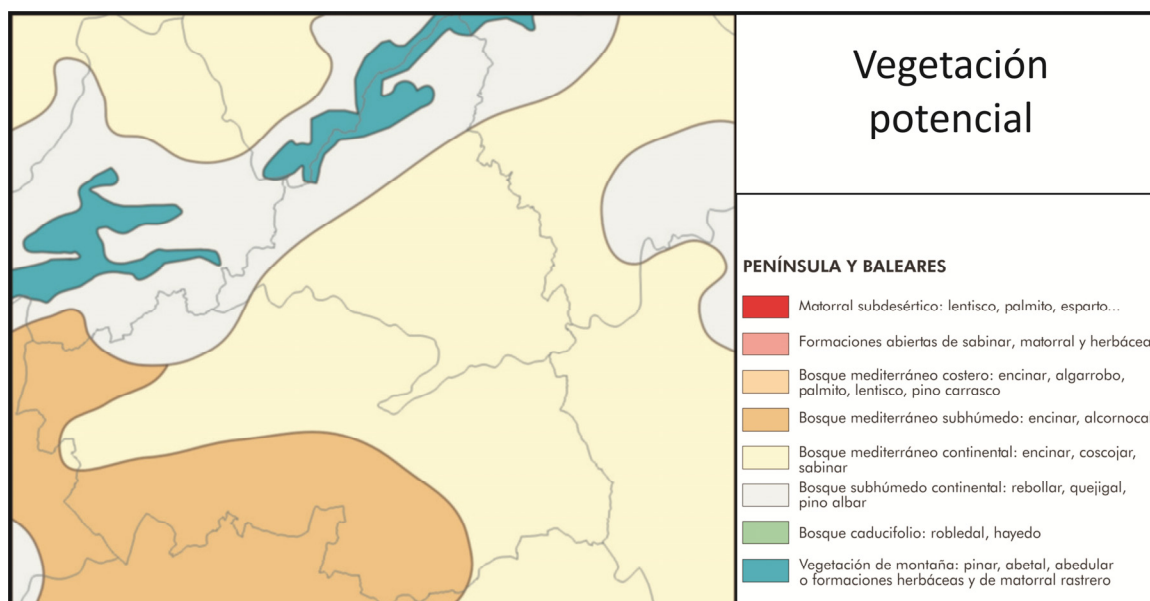 Vegetación
potencial
PENÍNSULA Y BALEARES
Matorral subdesértico: lentisco, palmito, esparto...
Formaciones abiertas de sabinar, matorral y herbácea
Bosque mediterráneo costero: encinar, algarrobo,
palmito, lentisco, pino carrasco
Bosque mediterráneo subhúmedo: encinar, alcornocal
Bosque mediterráneo continental: encinar, coscojar,
sabinar
Bosque subhúmedo continental: rebollar, quejigal,
pino albar
Bosque caducifolio: robledal, hayedo
Vegetación de montaña: pinar, abetal, abedular
o formaciones herbáceas y de matorral rastrero